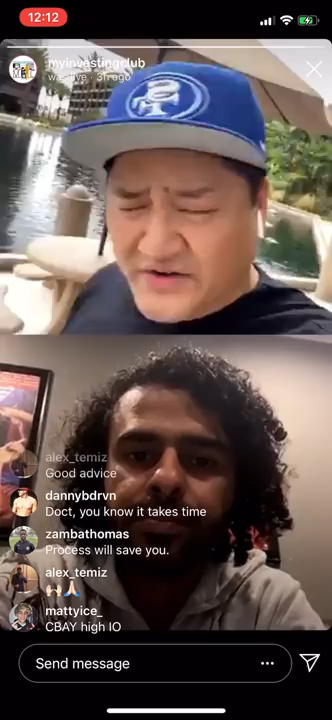 12:12
myinvestingclub
was live · 3h ago
SF
alex_temiz
Good advice
dannybdrvn
Doct, you know it takes time
zambathomas
Process will save you.
alex_temiz
🙌🏼🙏🏼
mattyice_
CBAY high IO
Send message